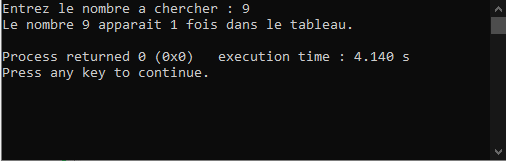 Entrez le nombre a chercher : 9
Le nombre 9 apparait 1 fois dans le tableau.
Process returned 0 (0x0)   execution time : 4.140 s
Press any key to continue.